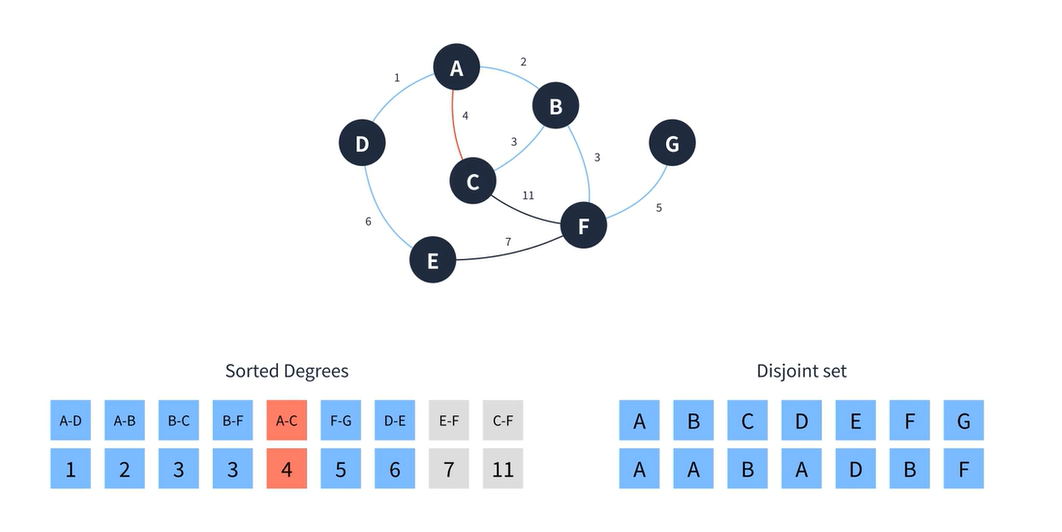 A
2
1
B
4
D
3
G
3
C
11
5
F
6
7
E
Sorted Degrees
A-D A-B B-C B-F A-C F-G D-E E-F C-F
1 2 3 3 4 5 6 7 11
Disjoint set
A B C D E F G
A A B A D B F